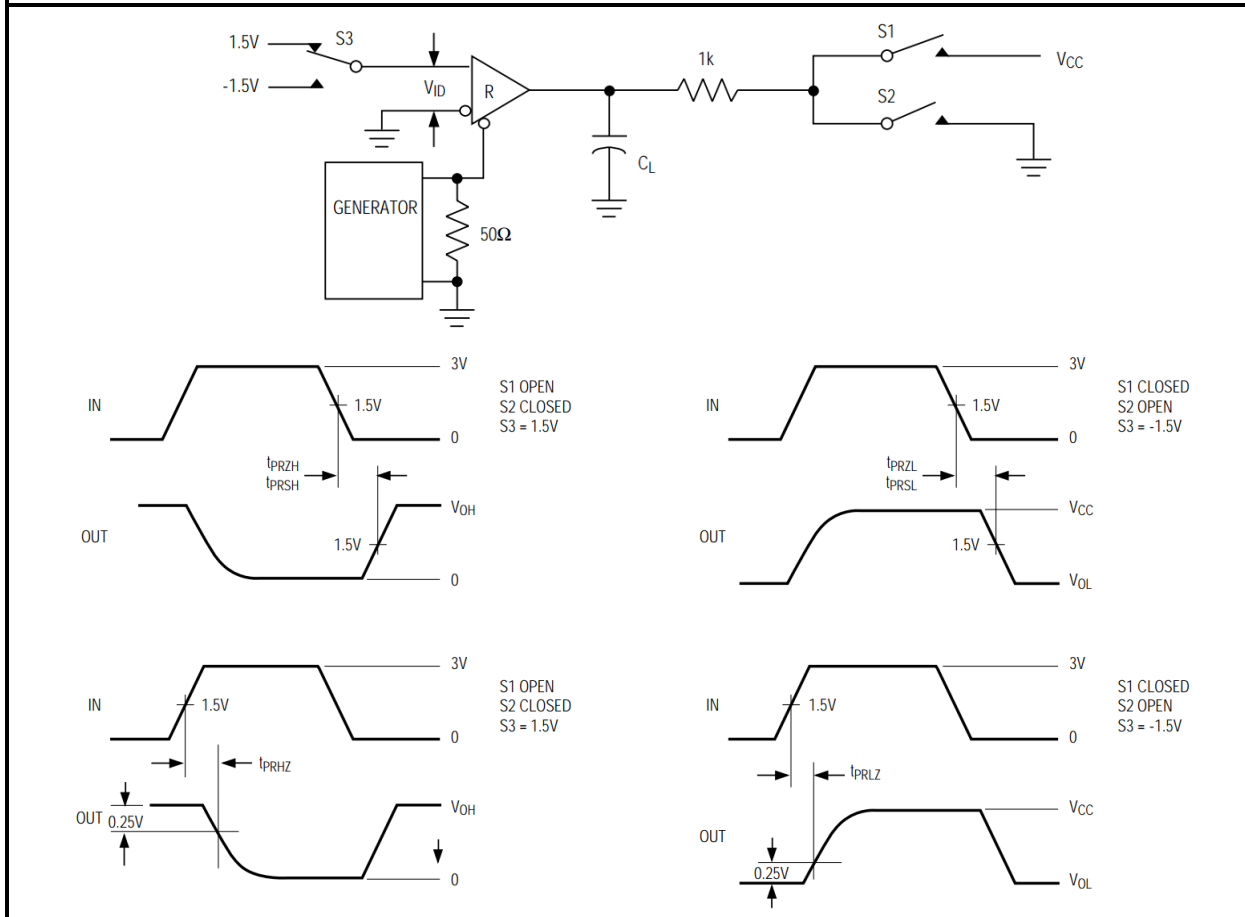 1.5V
S3
-1.5V
VID
R
GENERATOR
50Ω
CL
1k
S1
VCC
S2
IN
3V
1.5V
0
S1 OPEN
S2 CLOSED
S3 = 1.5V
tPRZH
tPRSH
OUT
VOH
1.5V
0
IN
3V
1.5V
0
S1 CLOSED
S2 OPEN
S3 = -1.5V
tPRZL
tPRSL
OUT
VCC
1.5V
VOL
IN
3V
1.5V
0
S1 OPEN
S2 CLOSED
S3 = 1.5V
tPRHZ
OUT
0.25V
VOH
0
IN
3V
1.5V
0
S1 CLOSED
S2 OPEN
S3 = -1.5V
tPRLZ
OUT
0.25V
VCC
VOL